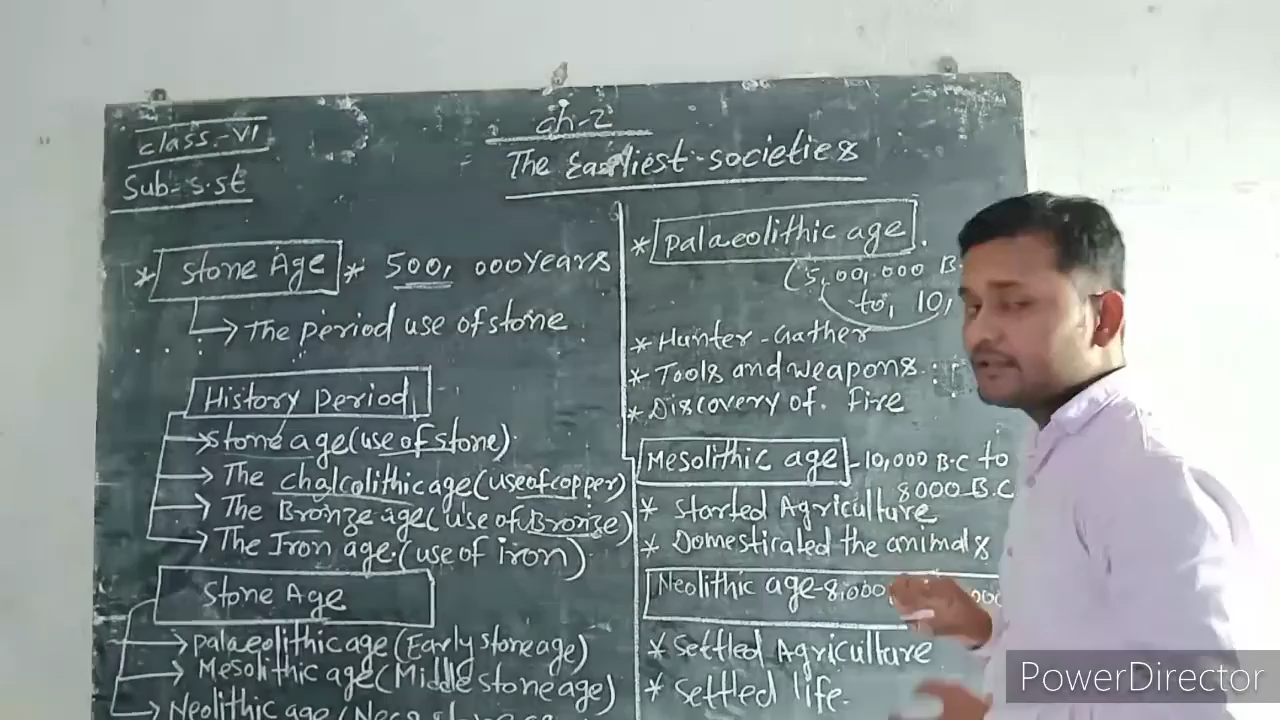 class-VI
Sub-S.st
ch-2
The Earliest-societies
* Stone Age * 500,000 Years
→ The period use of stone
History Period
→ stone age (use of stone)
→ The chalcolithic age (use of copper)
→ The Bronze age (use of Bronze)
→ The Iron age. (use of iron)
Stone Age
→ palaeolithic age (Early stone age)
→ Mesolithic age (Middle stone age)
→ Neolithic age
* palaeolithic age.
(5,00,000 B.
to, 10,
* Hunter-Gather
* Tools and weapons.
* Discovery of. Fire
Mesolithic age - 10,000 B.C to
8000 B.C
* Started Agriculture
* Domesticated the animals
Neolithic age - 8,000
* Settled Agriculture
* Settled life.
PowerDirector